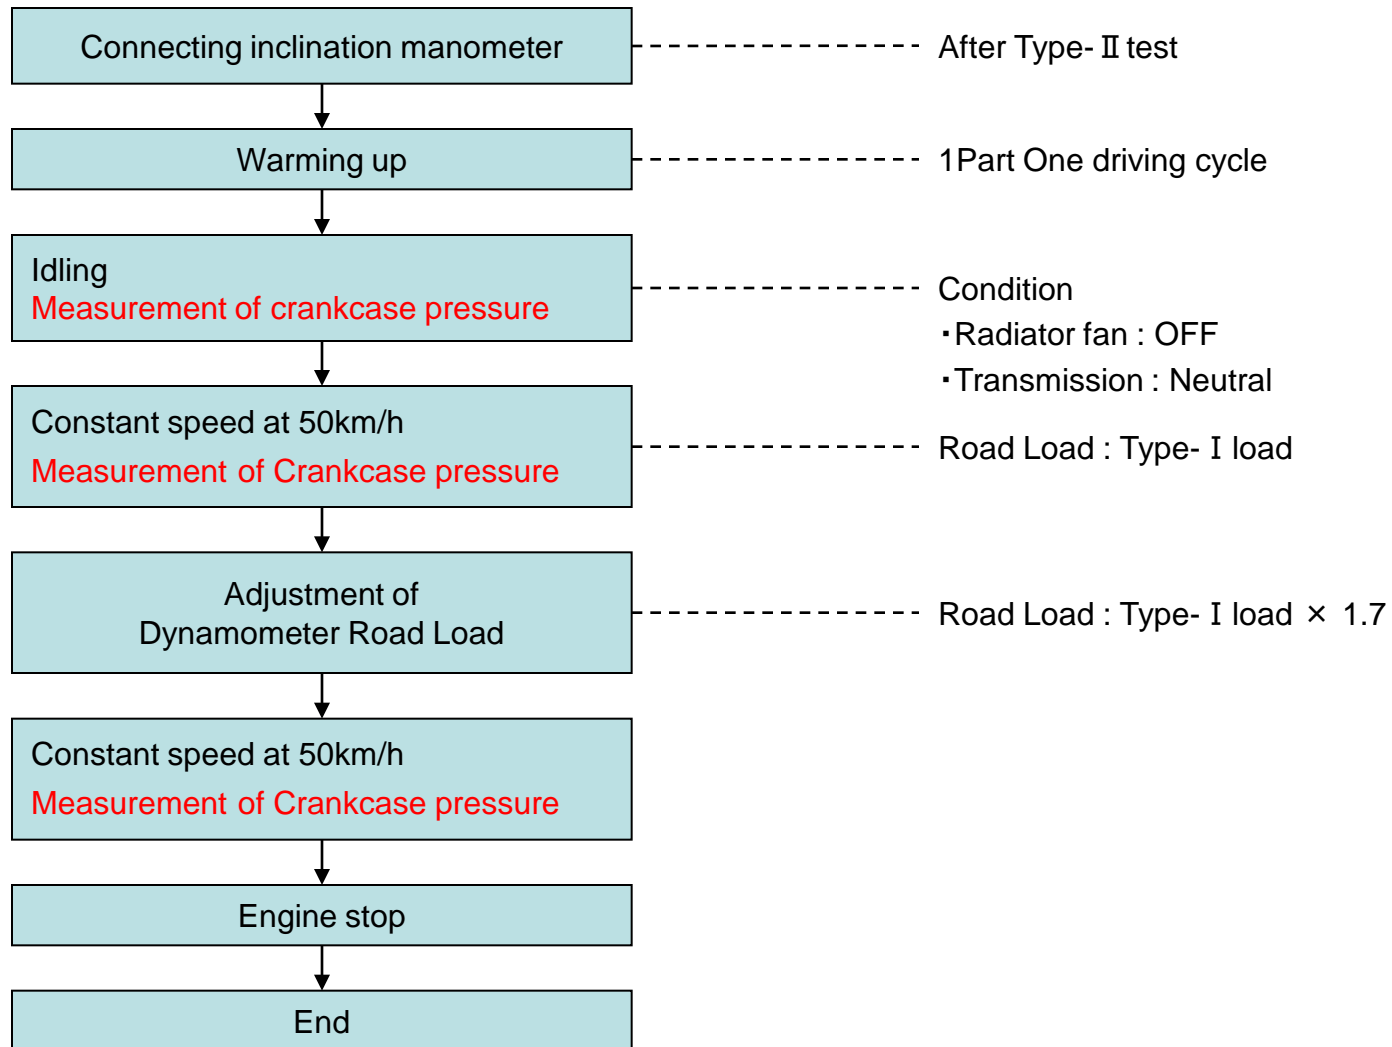 Connecting inclination manometer
After Type-Ⅱ test
Warming up
1Part One driving cycle
Idling
Measurement of crankcase pressure
Condition
・Radiator fan : OFF
・Transmission : Neutral
Constant speed at 50km/h
Measurement of Crankcase pressure
Road Load : Type-Ⅰ load
Adjustment of
Dynamometer Road Load
Road Load : Type-Ⅰ load × 1.7
Constant speed at 50km/h
Measurement of Crankcase pressure
Engine stop
End